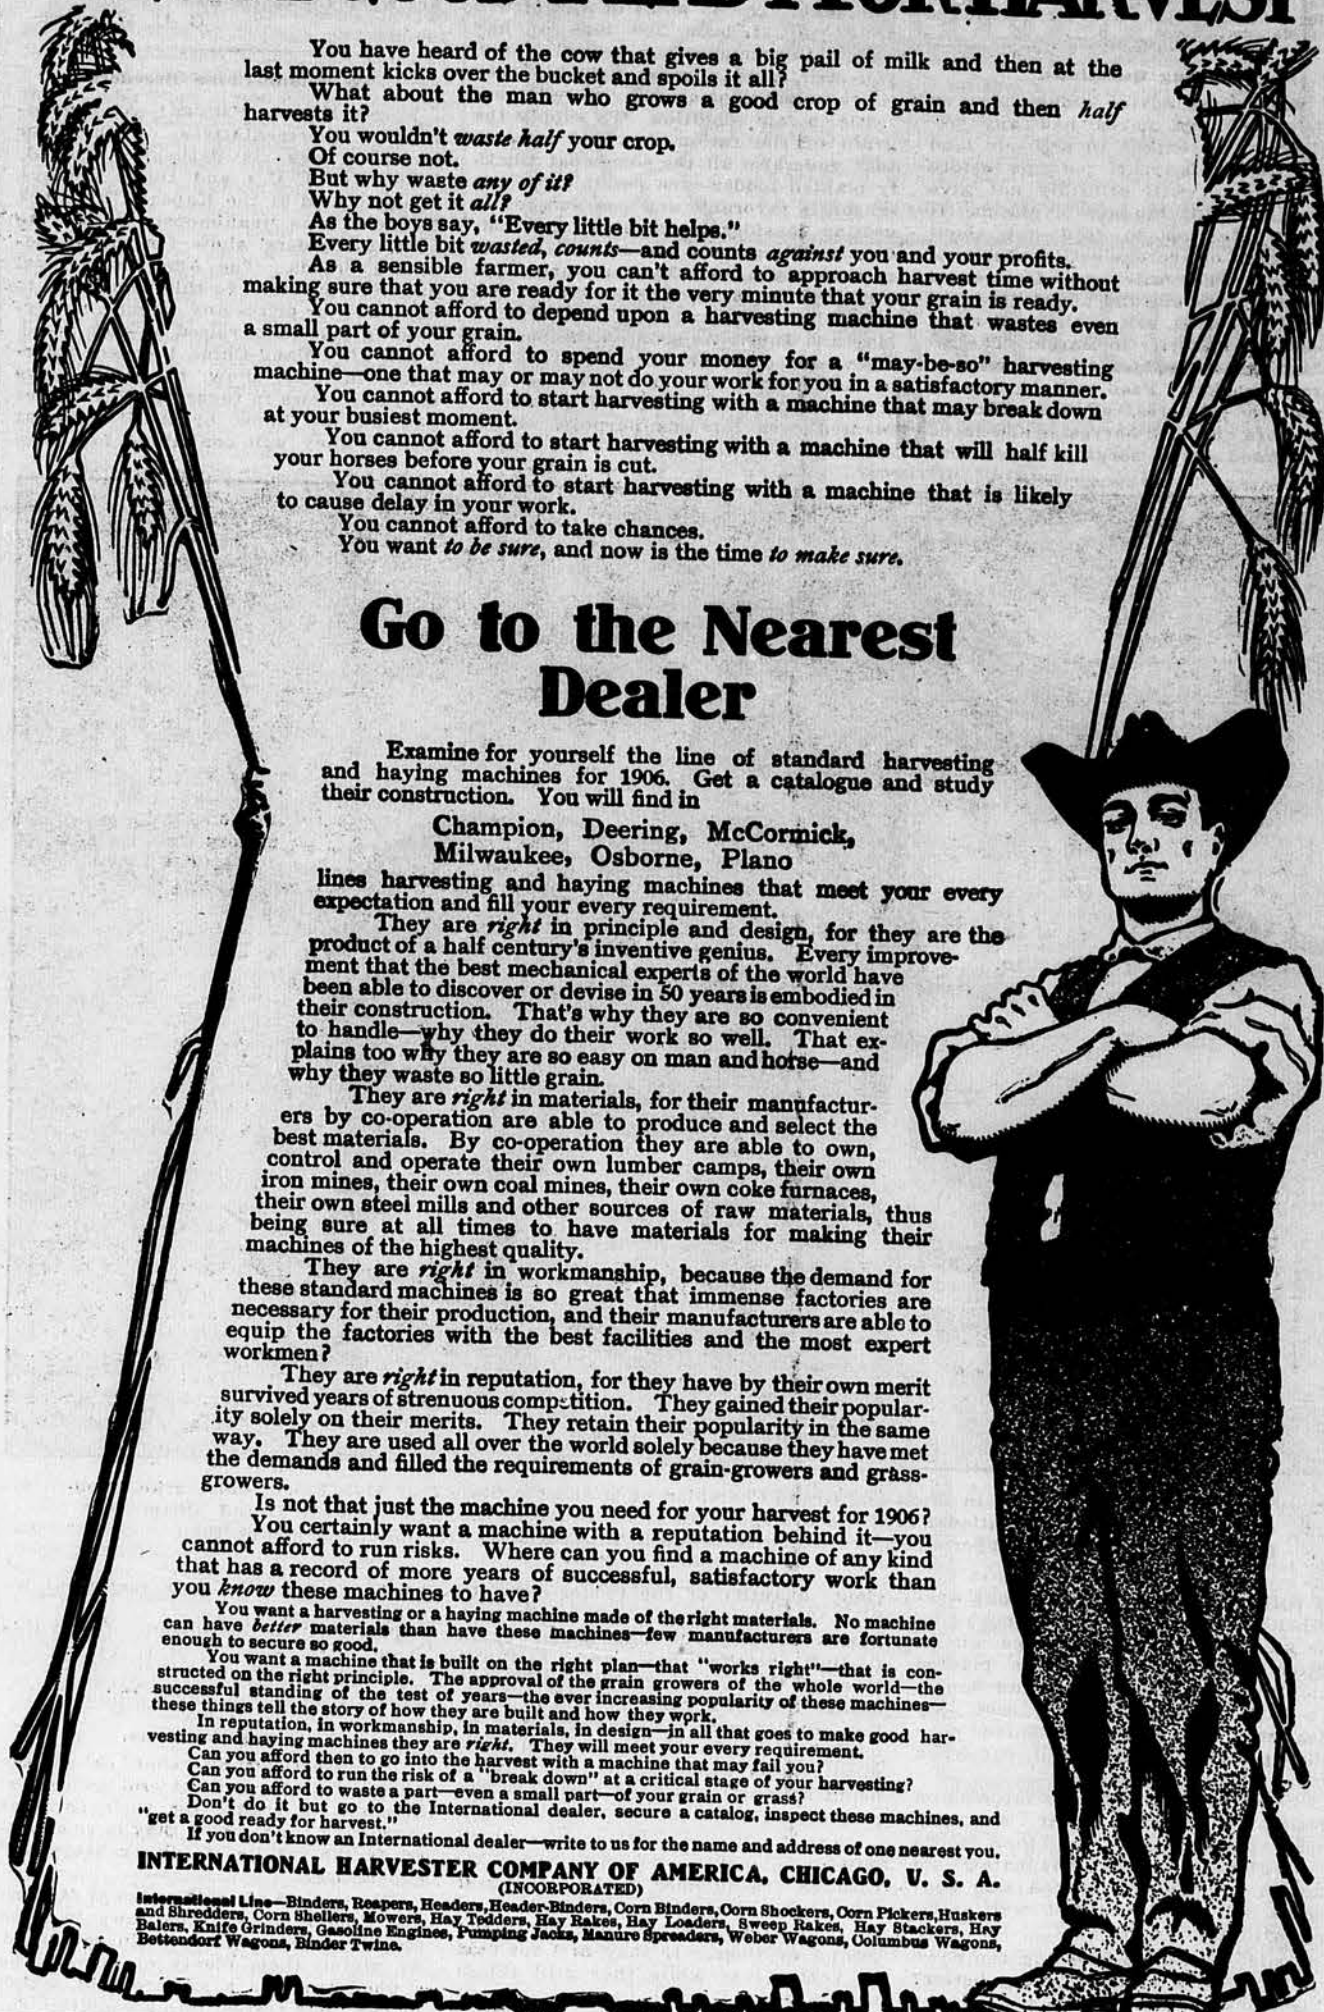 You have heard of the cow that gives a big pail of milk and then at the
last moment kicks over the bucket and spoils it all?
What about the man who grows a good crop of grain and then half
harvests it?
You wouldn't waste half your crop.
Of course not.
But why waste any of it?
Why not get it all?
As the boys say, "Every little bit helps."
Every little bit wasted, counts—and counts against you and your profits.
As a sensible farmer, you can't afford to approach harvest time without
making sure that you are ready for it the very minute that your grain is ready.
You cannot afford to depend upon a harvesting machine that wastes even
a small part of your grain.
You cannot afford to spend your money for a "may-be-so" harvesting
machine—one that may or may not do your work for you in a satisfactory manner.
You cannot afford to start harvesting with a machine that may break down
at your busiest moment.
You cannot afford to start harvesting with a machine that will half kill
your horses before your grain is cut.
You cannot afford to start harvesting with a machine that is likely
to cause delay in your work.
You cannot afford to take chances.
You want to be sure, and now is the time to make sure.
Go to the Nearest
Dealer
Examine for yourself the line of standard harvesting
and haying machines for 1906. Get a catalogue and study
their construction. You will find in
Champion, Deering, McCormick,
Milwaukee, Osborne, Plano
lines harvesting and haying machines that meet your every
expectation and fill your every requirement.
They are right in principle and design, for they are the
product of a half century's inventive genius. Every improve-
ment that the best mechanical experts of the world have
been able to discover or devise in 50 years is embodied in
their construction. That's why they are so convenient
to handle—why they do their work so well. That ex-
plains too why they are so easy on man and horse—and
why they waste so little grain.
They are right in materials, for their manufactur-
ers by co-operation are able to produce and select the
best materials. By co-operation they are able to own,
control and operate their own lumber camps, their own
iron mines, their own coal mines, their own coke furnaces,
their own steel mills and other sources of raw materials, thus
being sure at all times to have materials for making their
machines of the highest quality.
They are right in workmanship, because the demand for
these standard machines is so great that immense factories are
necessary for their production, and their manufacturers are able to
equip the factories with the best facilities and the most expert
workmen?
They are right in reputation, for they have by their own merit
survived years of strenuous competition. They gained their popular-
ity solely on their merits. They retain their popularity in the same
way. They are used all over the world solely because they have met
the demands and filled the requirements of grain-growers and grass-
growers.
Is not that just the machine you need for your harvest for 1906?
You certainly want a machine with a reputation behind it—you
cannot afford to run risks. Where can you find a machine of any kind
that has a record of more years of successful, satisfactory work than
you know these machines to have?
You want a harvesting or a haying machine made of the right materials. No machine
can have better materials than have these machines—few manufacturers are fortunate
enough to secure so good.
You want a machine that is built on the right plan—that "works right"—that is con-
structed on the right principle. The approval of the grain growers of the whole world—the
successful standing of the test of years—the ever increasing popularity of these machines—
these things tell the story of how they are built and how they work.
In reputation, in workmanship, in materials, in design—in all that goes to make good har-
vesting and haying machines they are right. They will meet your every requirement.
Can you afford then to go into the harvest with a machine that may fail you?
Can you afford to run the risk of a "break down" at a critical stage of your harvesting?
Can you afford to waste a part—even a small part—of your grain or grass?
Don't do it but go to the International dealer, secure a catalog, inspect these machines, and
"get a good ready for harvest."
If you don't know an International dealer—write to us for the name and address of one nearest you.
INTERNATIONAL HARVESTER COMPANY OF AMERICA, CHICAGO, U. S. A.
(INCORPORATED)
International Line—Binders, Reapers, Headers, Header-Binders, Corn Binders, Corn Shockers, Corn Pickers, Huskers
and Shredders, Corn Shellers, Mowers, Hay Tedders, Hay Rakes, Hay Loaders, Sweep Rakes, Hay Stackers, Hay
Balers, Knife Grinders, Gasoline Engines, Pumping Jacks, Manure Spreaders, Weber Wagons, Columbus Wagons,
Bettendorf Wagons, Binder Twine.